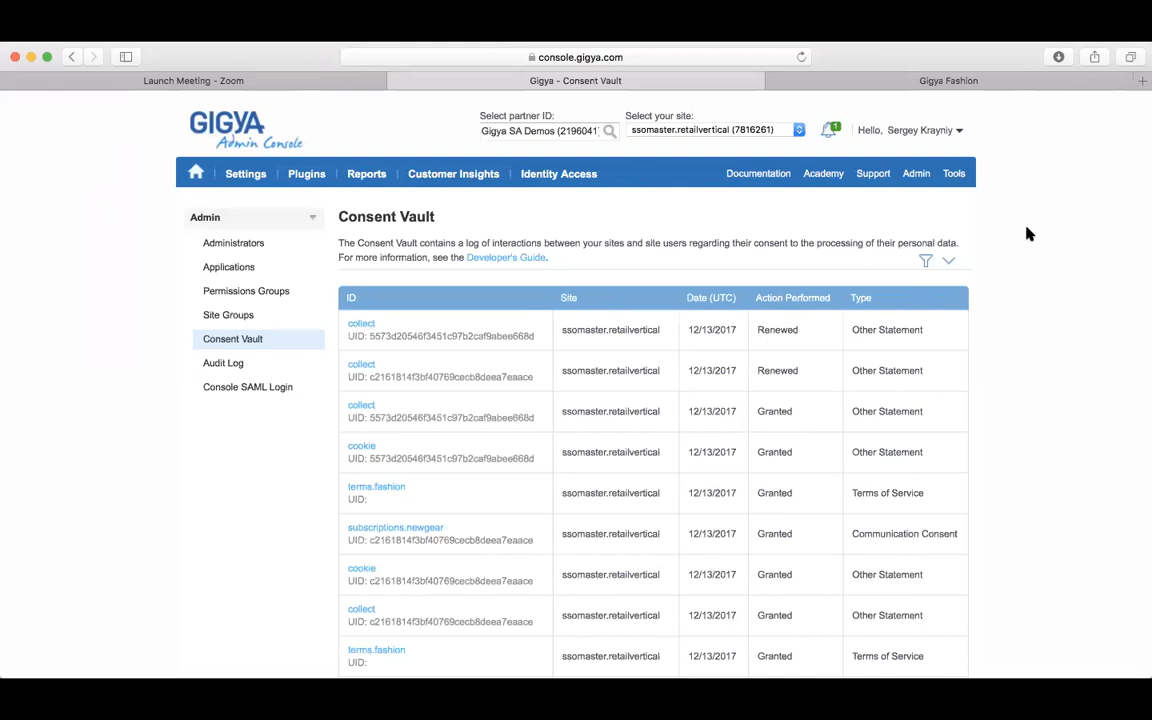 console.gigya.com
Launch Meeting - Zoom
Gigya - Consent Vault
Gigya Fashion
GIGYA
Admin Console
Select partner ID:
Gigya SA Demos (2196041)
Select your site:
ssomaster.retailvertical (7816261)
1
Hello, Sergey Krayniy
Settings
Plugins
Reports
Customer Insights
Identity Access
Documentation
Academy
Support
Admin
Tools
Admin
Administrators
Applications
Permissions Groups
Site Groups
Consent Vault
Audit Log
Console SAML Login
Consent Vault
The Consent Vault contains a log of interactions between your sites and site users regarding their consent to the processing of their personal data.
For more information, see the Developer's Guide.
ID Site Date (UTC) Action Performed Type
collect
UID: 5573d20546f3451c97b2caf9abee668d ssomaster.retailvertical 12/13/2017 Renewed Other Statement
collect
UID: c2161814f3bf40769cecb8deea7eaace ssomaster.retailvertical 12/13/2017 Renewed Other Statement
collect
UID: 5573d20546f3451c97b2caf9abee668d ssomaster.retailvertical 12/13/2017 Granted Other Statement
cookie
UID: 5573d20546f3451c97b2caf9abee668d ssomaster.retailvertical 12/13/2017 Granted Other Statement
terms.fashion
UID: ssomaster.retailvertical 12/13/2017 Granted Terms of Service
subscriptions.newgear
UID: c2161814f3bf40769cecb8deea7eaace ssomaster.retailvertical 12/13/2017 Granted Communication Consent
cookie
UID: c2161814f3bf40769cecb8deea7eaace ssomaster.retailvertical 12/13/2017 Granted Other Statement
collect
UID: c2161814f3bf40769cecb8deea7eaace ssomaster.retailvertical 12/13/2017 Granted Other Statement
terms.fashion
UID: ssomaster.retailvertical 12/13/2017 Granted Terms of Service